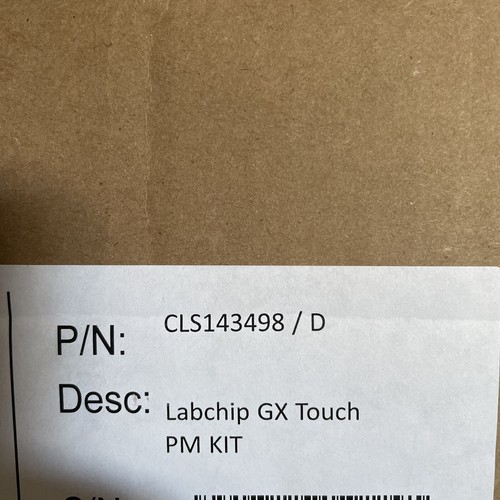 P/N: CLS143498 / D
Desc: Labchip GX Touch
PM KIT